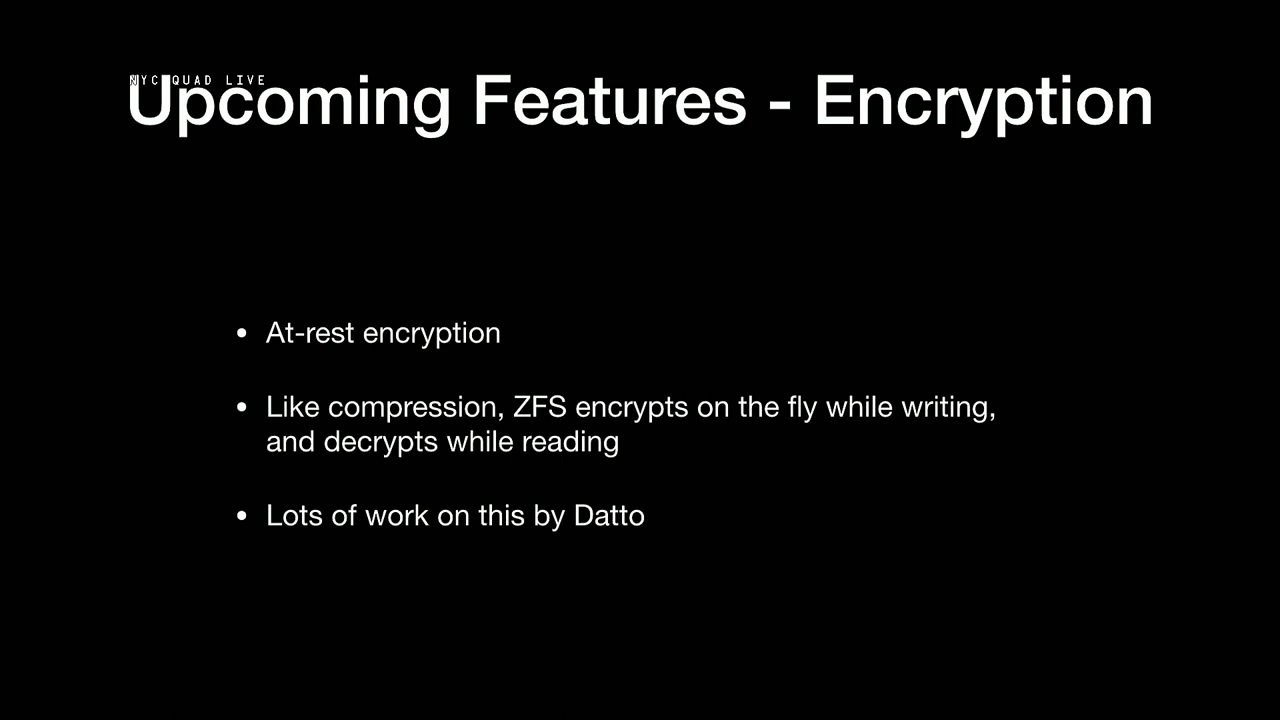 NYC QUAD LIVE
Upcoming Features - Encryption
• At-rest encryption
• Like compression, ZFS encrypts on the fly while writing,
and decrypts while reading
• Lots of work on this by Datto